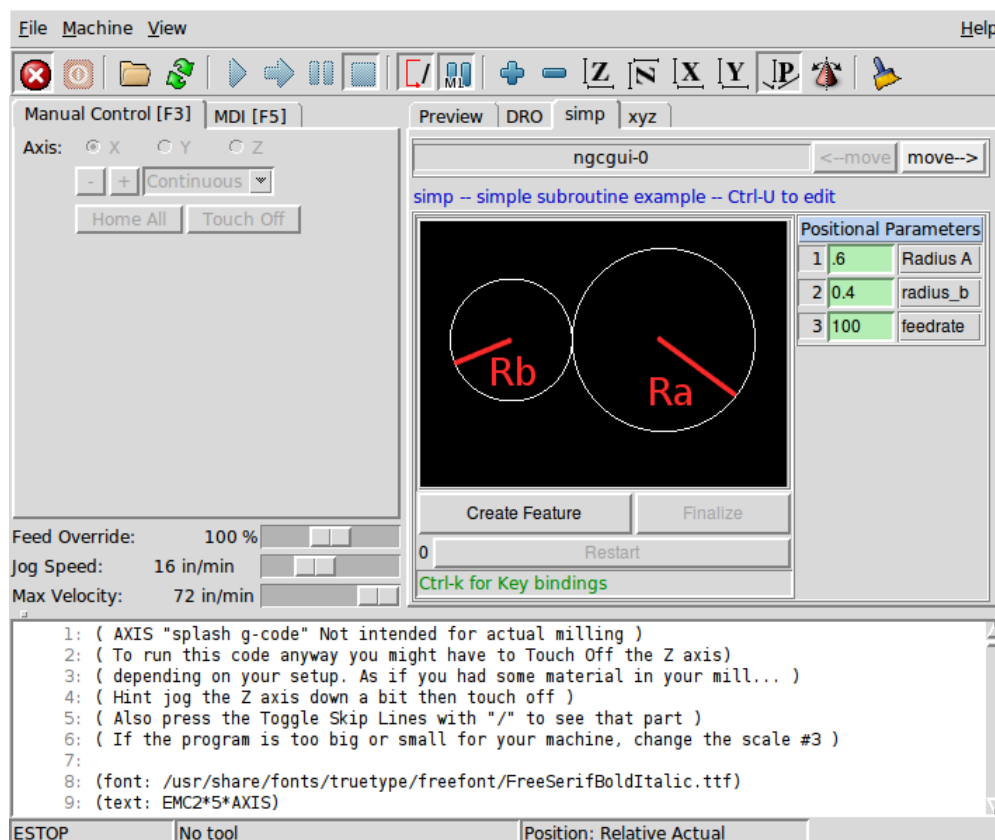 File Machine View Help
M1 Z N X Y P
Manual Control [F3] MDI [F5]
Preview DRO simp xyz
Axis: X Y Z
- + Continuous
Home All Touch Off
ngcgui-0 <--move move-->
simp -- simple subroutine example -- Ctrl-U to edit
Rb
Ra
Positional Parameters
1 .6 Radius A
2 0.4 radius_b
3 100 feedrate
Create Feature Finalize
0 Restart
Ctrl-k for Key bindings
Feed Override: 100 %
Jog Speed: 16 in/min
Max Velocity: 72 in/min
1: ( AXIS "splash g-code" Not intended for actual milling )
2: ( To run this code anyway you might have to Touch Off the Z axis)
3: ( depending on your setup. As if you had some material in your mill... )
4: ( Hint jog the Z axis down a bit then touch off )
5: ( Also press the Toggle Skip Lines with "/" to see that part )
6: ( If the program is too big or small for your machine, change the scale #3 )
7:
8: (font: /usr/share/fonts/truetype/freefont/FreeSerifBoldItalic.ttf)
9: (text: EMC2*5*AXIS)
ESTOP No tool Position: Relative Actual